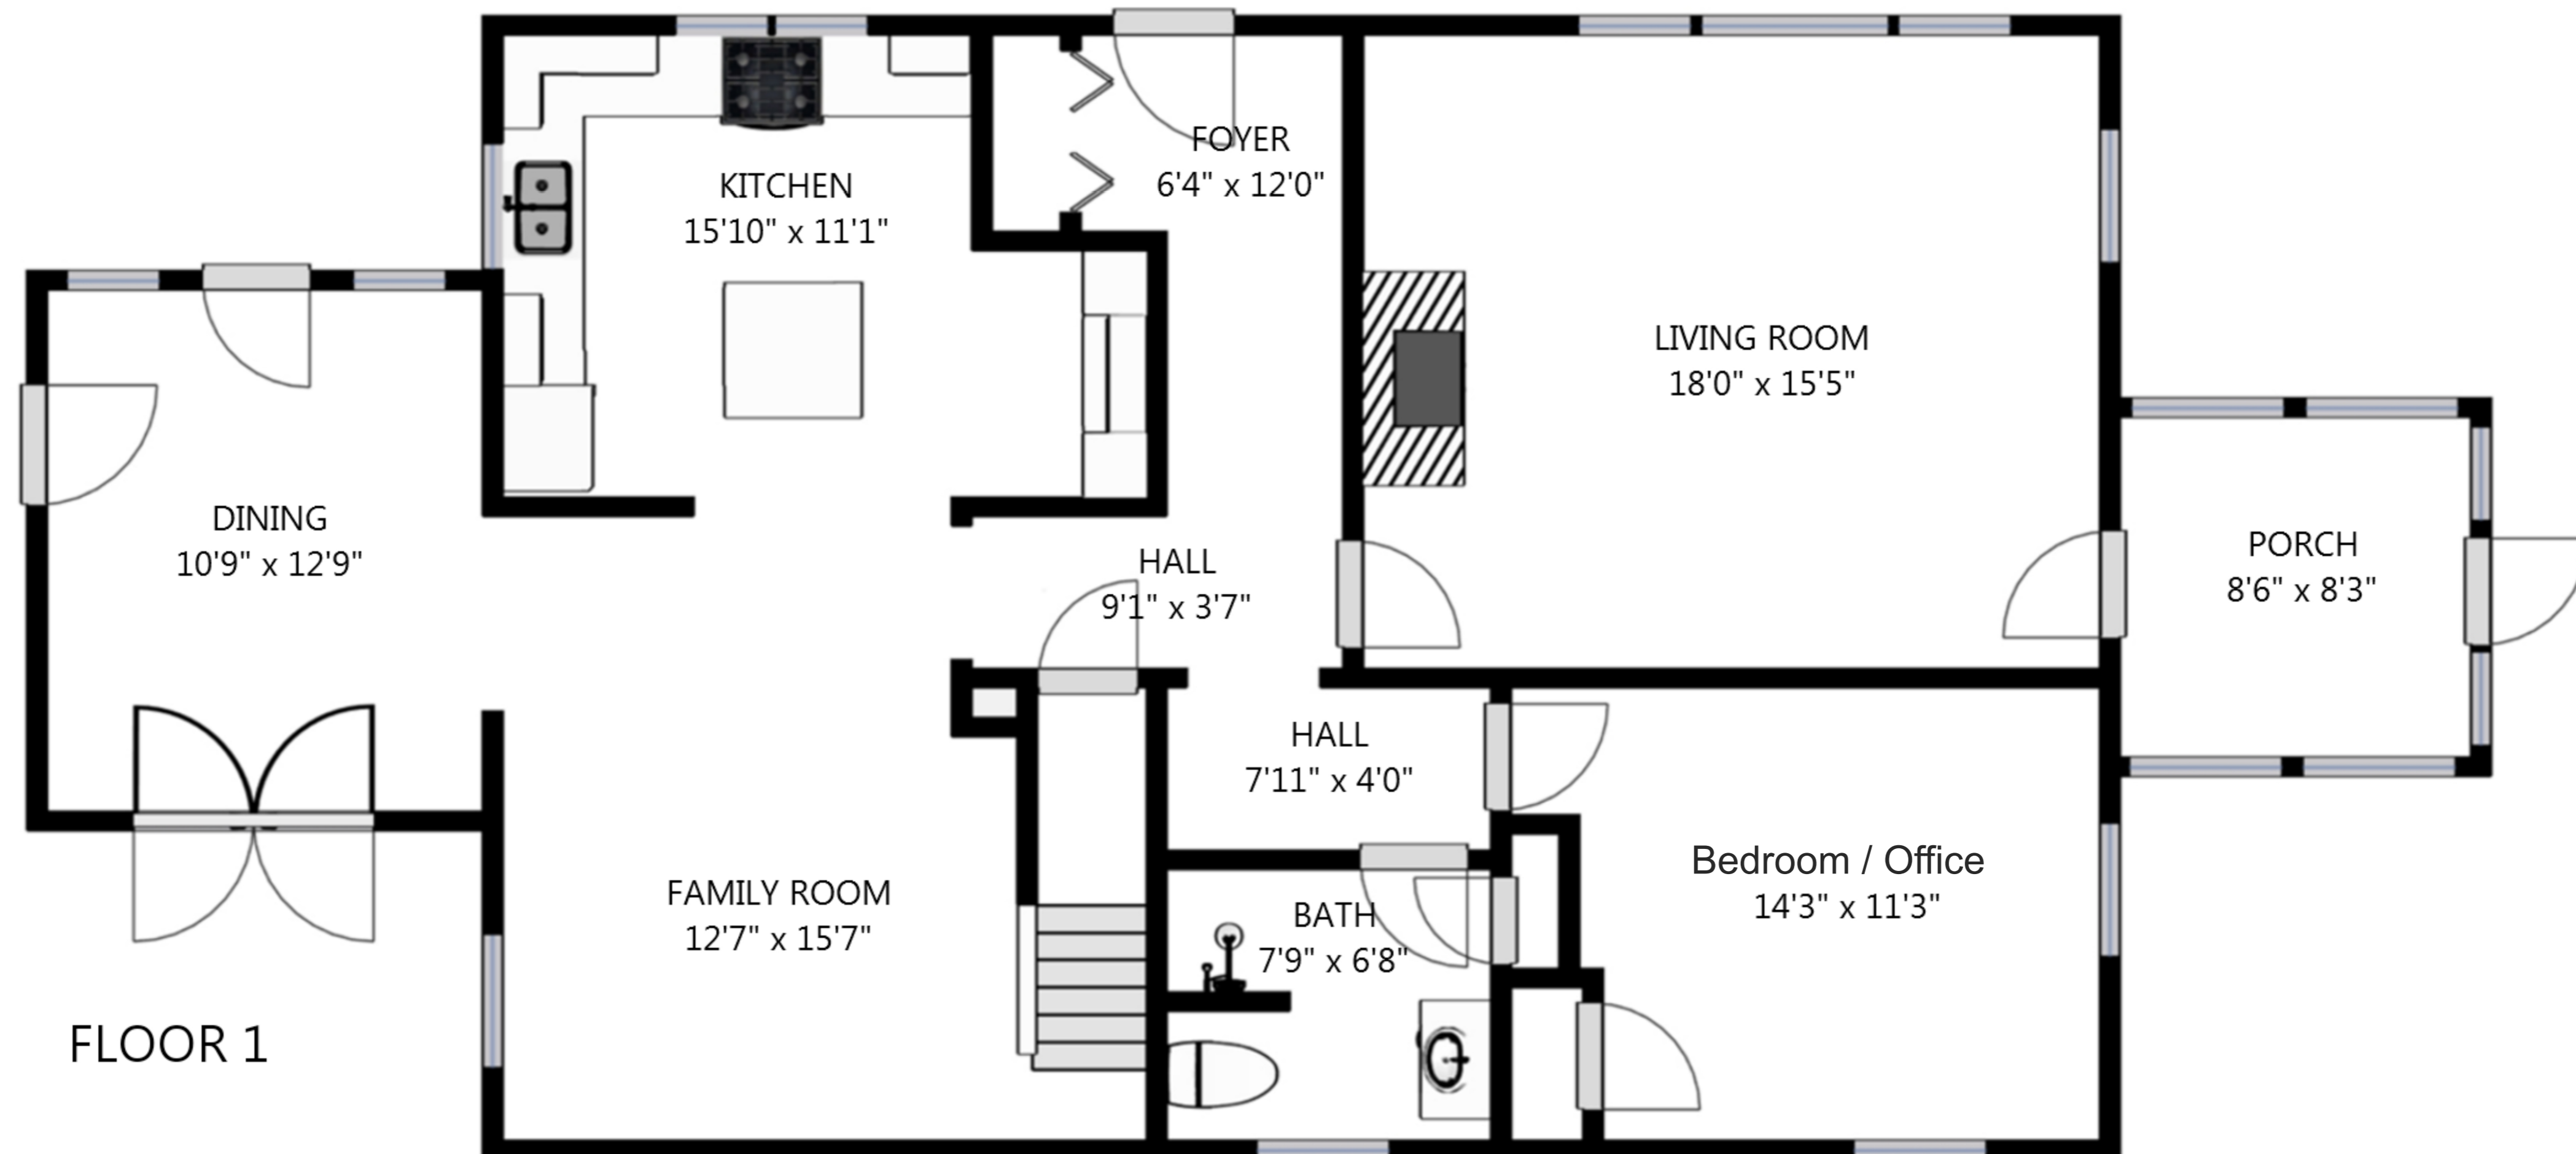 FOYER
6'4" x 12'0"
KITCHEN
15'10" x 11'1"
LIVING ROOM
18'0" x 15'5"
DINING
10'9" x 12'9"
HALL
9'1" x 3'7"
PORCH
8'6" x 8'3"
HALL
7'11" x 4'0"
FAMILY ROOM
12'7" x 15'7"
BATH
7'9" x 6'8"
Bedroom / Office
14'3" x 11'3"
FLOOR 1